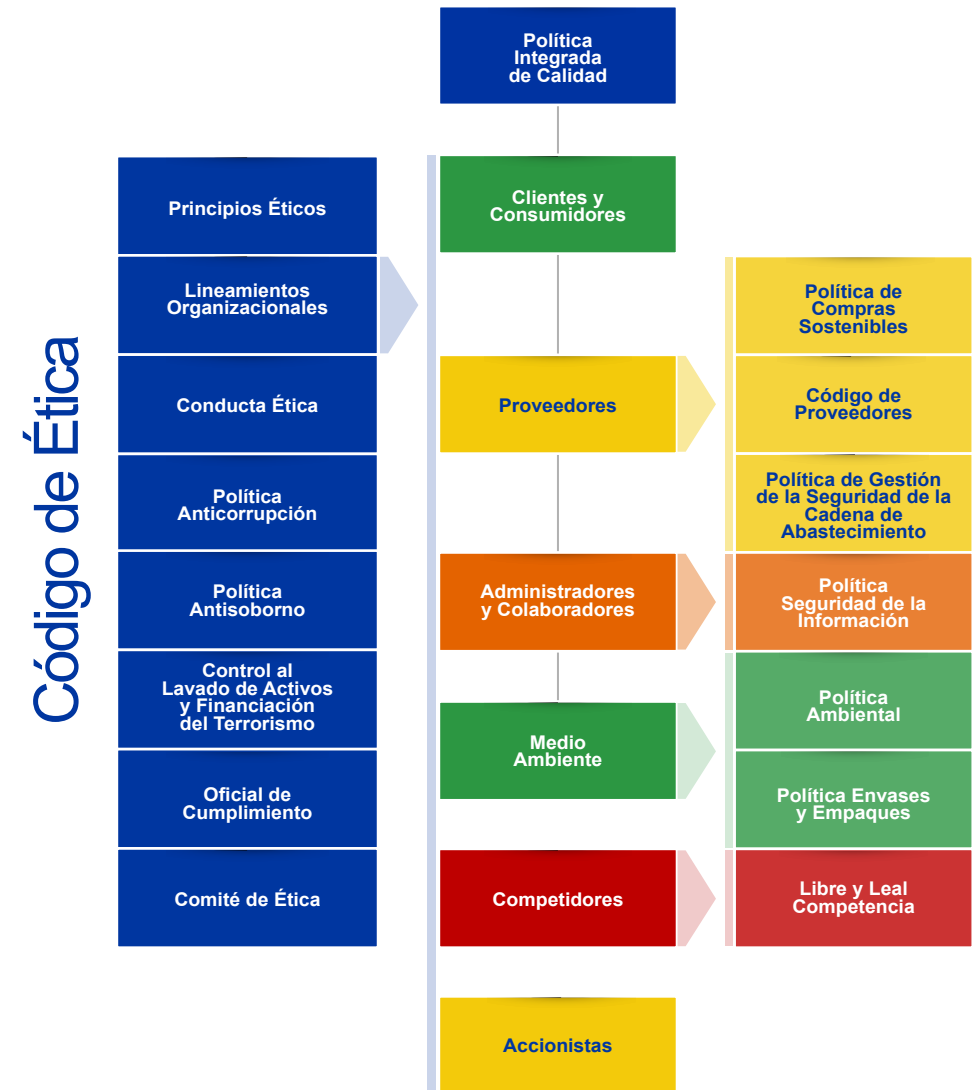 Código de Ética
Principios Éticos
Lineamientos
Organizacionales
Conducta Ética
Política
Anticorrupción
Política
Antisoborno
Control al
Lavado de Activos
y Financiación
del Terrorismo
Oficial de
Cumplimiento
Comité de Ética
Política
Integrada
de Calidad
Clientes y
Consumidores
Proveedores
Administradores
y Colaboradores
Medio
Ambiente
Competidores
Accionistas
Política de
Compras
Sostenibles
Código de
Proveedores
Política de Gestión
de la Seguridad de la
Cadena de
Abastecimiento
Política
Seguridad de la
Información
Política
Ambiental
Política Envases
y Empaques
Libre y Leal
Competencia